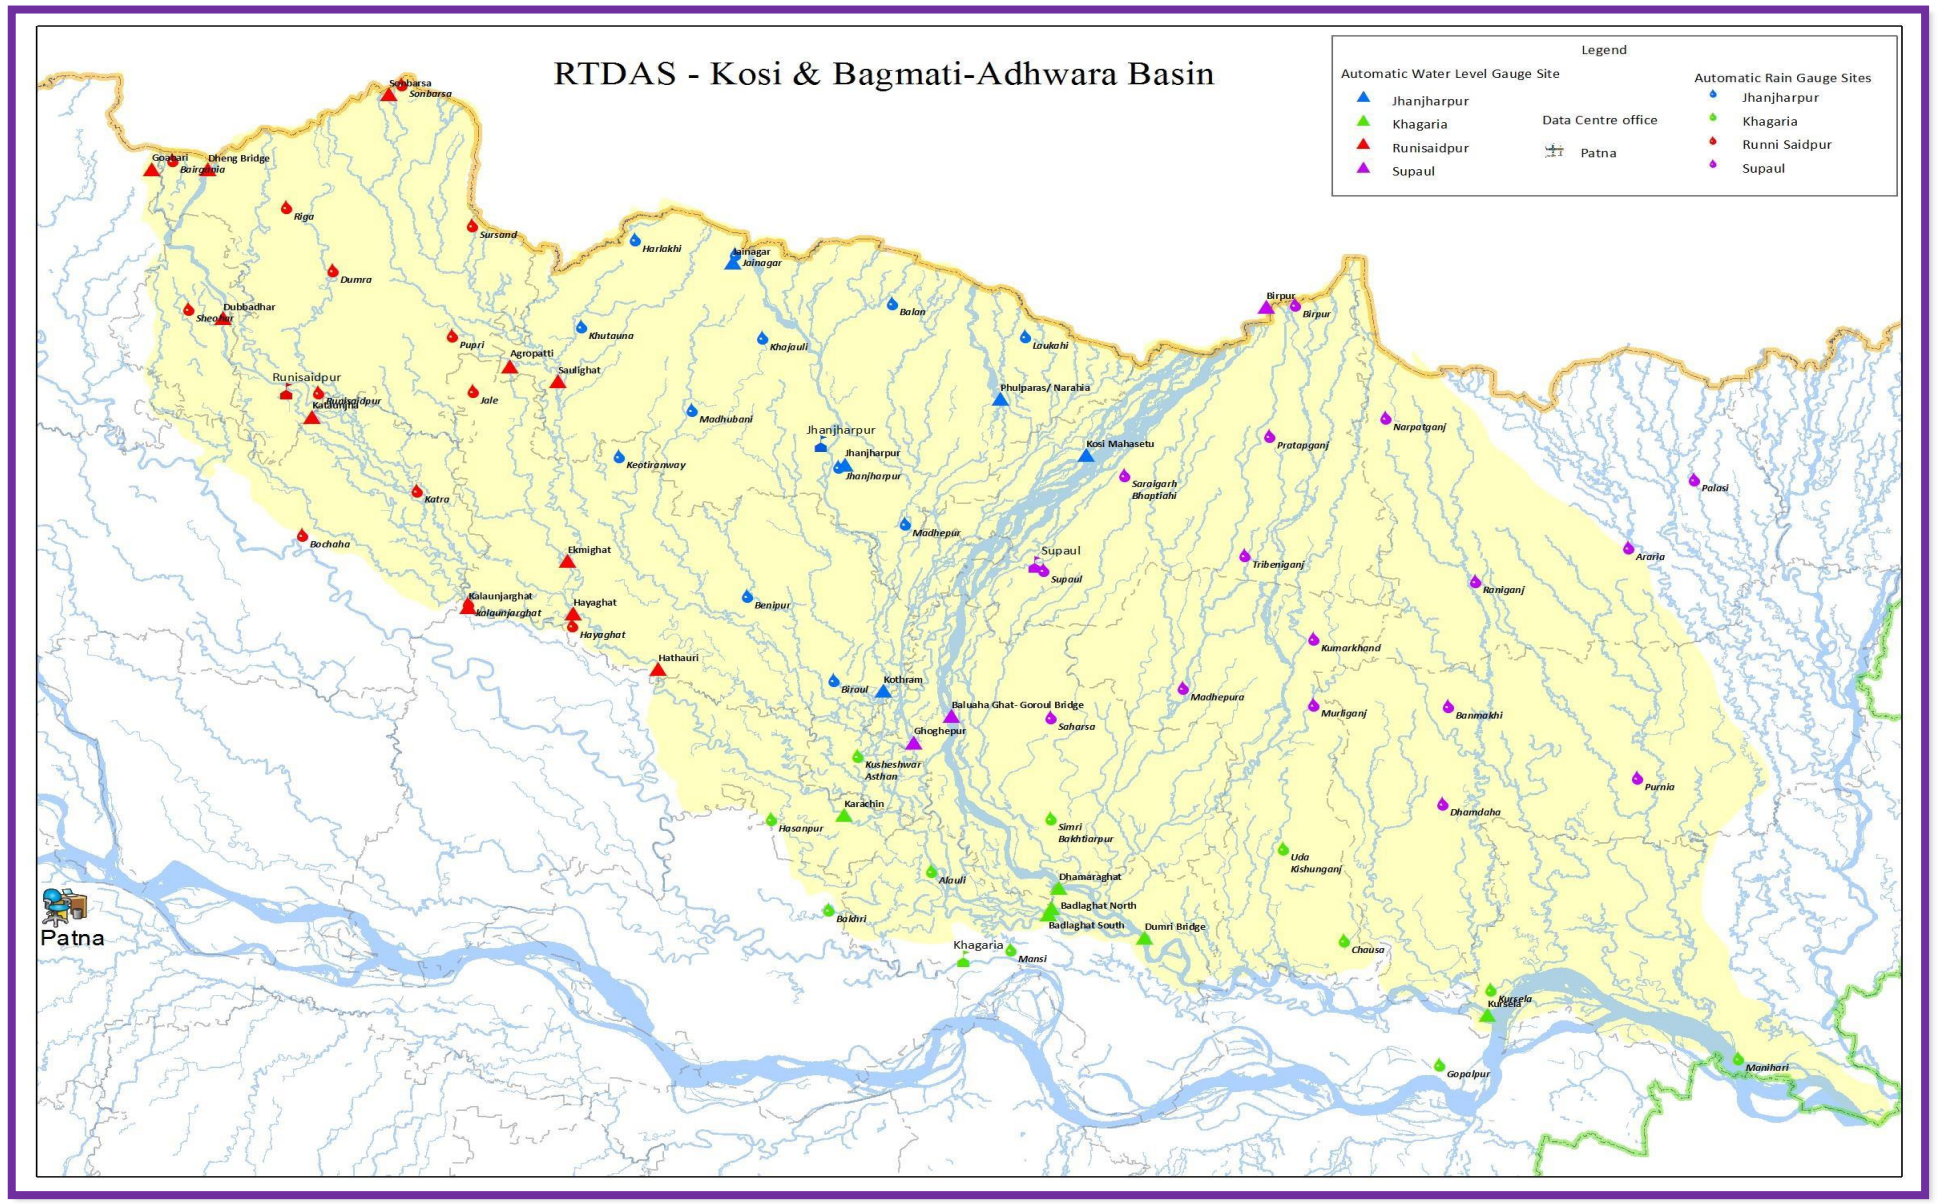 RTDAS - Kosi & Bagmati-Adhwara Basin
Legend
Automatic Water Level Gauge Site
Jhanjharpur
Khagaria
Runisaidpur
Supaul
Data Centre office
Patna
Automatic Rain Gauge Sites
Jhanjharpur
Khagaria
Runni Saidpur
Supaul
Sonbarsa
Sonbarsa
Goabari
Bairgania
Dheng Bridge
Riga
Sursand
Harlakhi
Jainagar
Jainagar
Dumra
Balan
Birpur
Birpur
Sheohar
Dubbadhar
Khutauna
Khajauli
Laukahi
Pupri
Agropatti
Saulighat
Runisaidpur
Runisaidpur
Kataunjha
Jale
Phulparas/ Narahia
Madhubani
Jhanjharpur
Jhanjharpur
Jhanjharpur
Kosi Mahasetu
Pratapganj
Narpatganj
Keotiranway
Saraigarh
Bhaptiahi
Palasi
Katra
Bochaha
Madhepur
Ekmighat
Supaul
Supaul
Tribeniganj
Araria
Raniganj
Kalaunjarghat
kalaunjarghat
Hayaghat
Hayaghat
Benipur
Kumarkhand
Hathauri
Biraul
Kothram
Madhepura
Baluaha Ghat- Goroul Bridge
Saharsa
Murliganj
Banmakhi
Ghoghepur
Kusheshwar
Asthan
Purnia
Karachin
Dhamdaha
Hasanpur
Simri
Bakhtiarpur
Uda
Kishunganj
Alauli
Dhamaraghat
Bakhri
Badlaghat North
Badlaghat South
Dumri Bridge
Patna
Khagaria
Mansi
Chausa
Kursela
Kursela
Gopalpur
Manihari